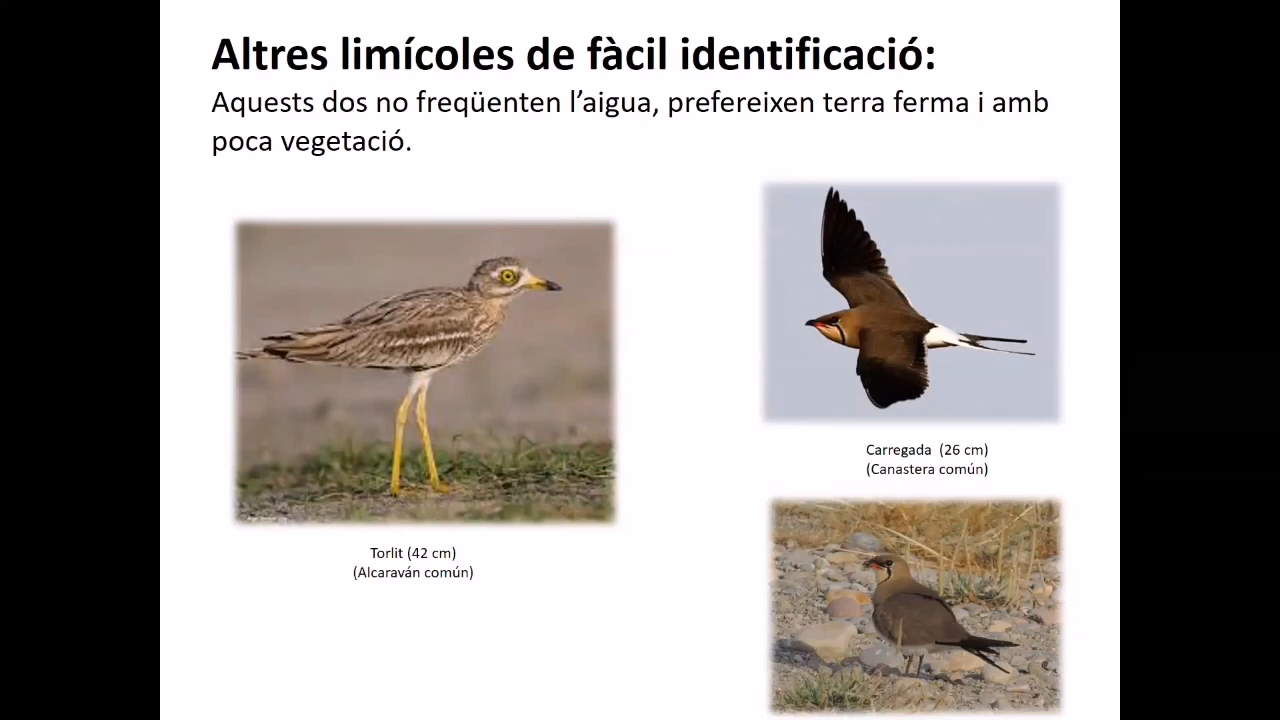 Altres limícoles de fàcil identificació:
Aquests dos no freqüenten l’aigua, prefereixen terra ferma i amb
poca vegetació.
Carregada (26 cm)
(Canastera común)
Torlit (42 cm)
(Alcaraván común)